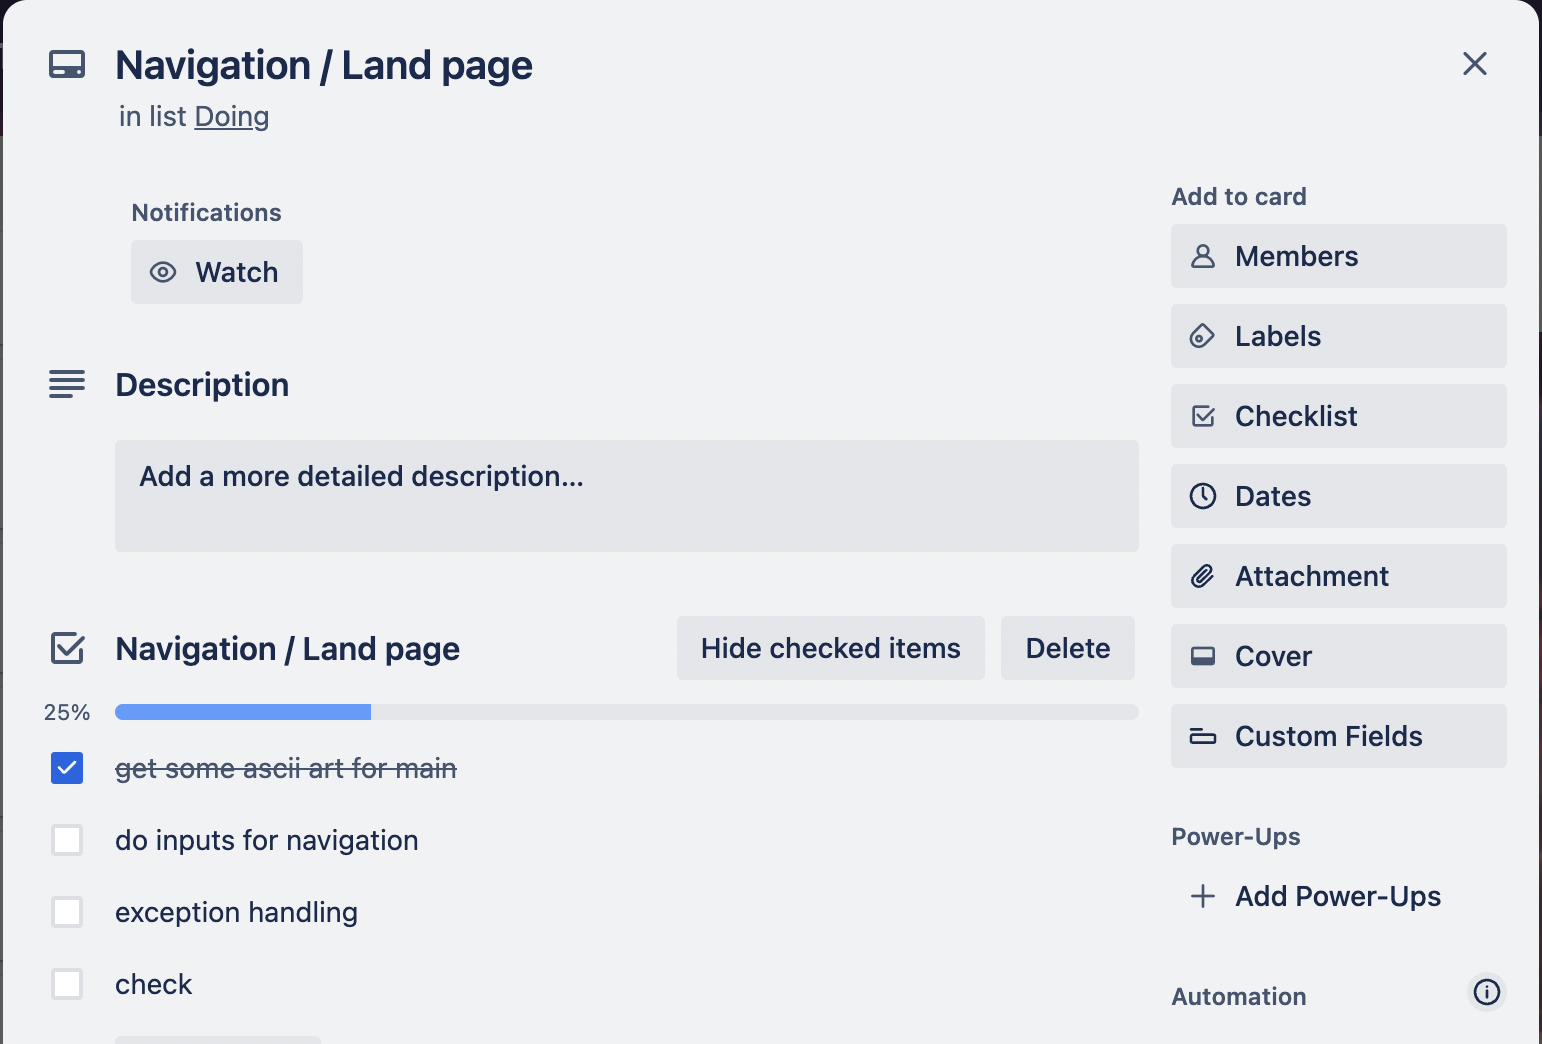 Navigation / Land page
in list Doing
Notifications
Watch
Description
Add a more detailed description...
Navigation / Land page
Hide checked items
Delete
25%
get some ascii art for main
do inputs for navigation
exception handling
check
Add to card
Members
Labels
Checklist
Dates
Attachment
Cover
Custom Fields
Power-Ups
Add Power-Ups
Automation